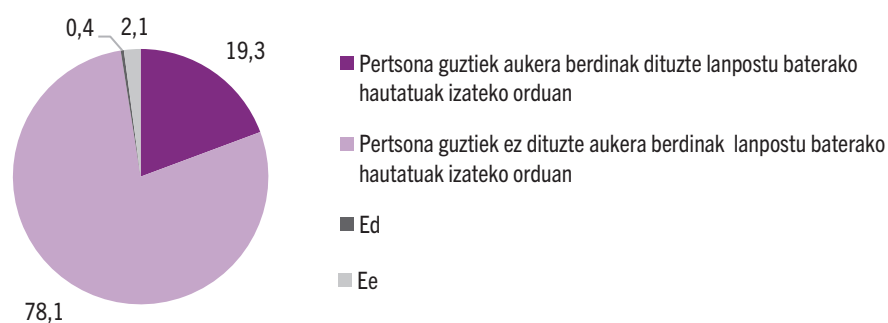 0,4 2,1
19,3
78,1
Pertsona guztiek aukera berdinak dituzte lanpostu baterako
hautatuak izateko orduan
Pertsona guztiek ez dituzte aukera berdinak lanpostu baterako
hautatuak izateko orduan
Ed
Ee